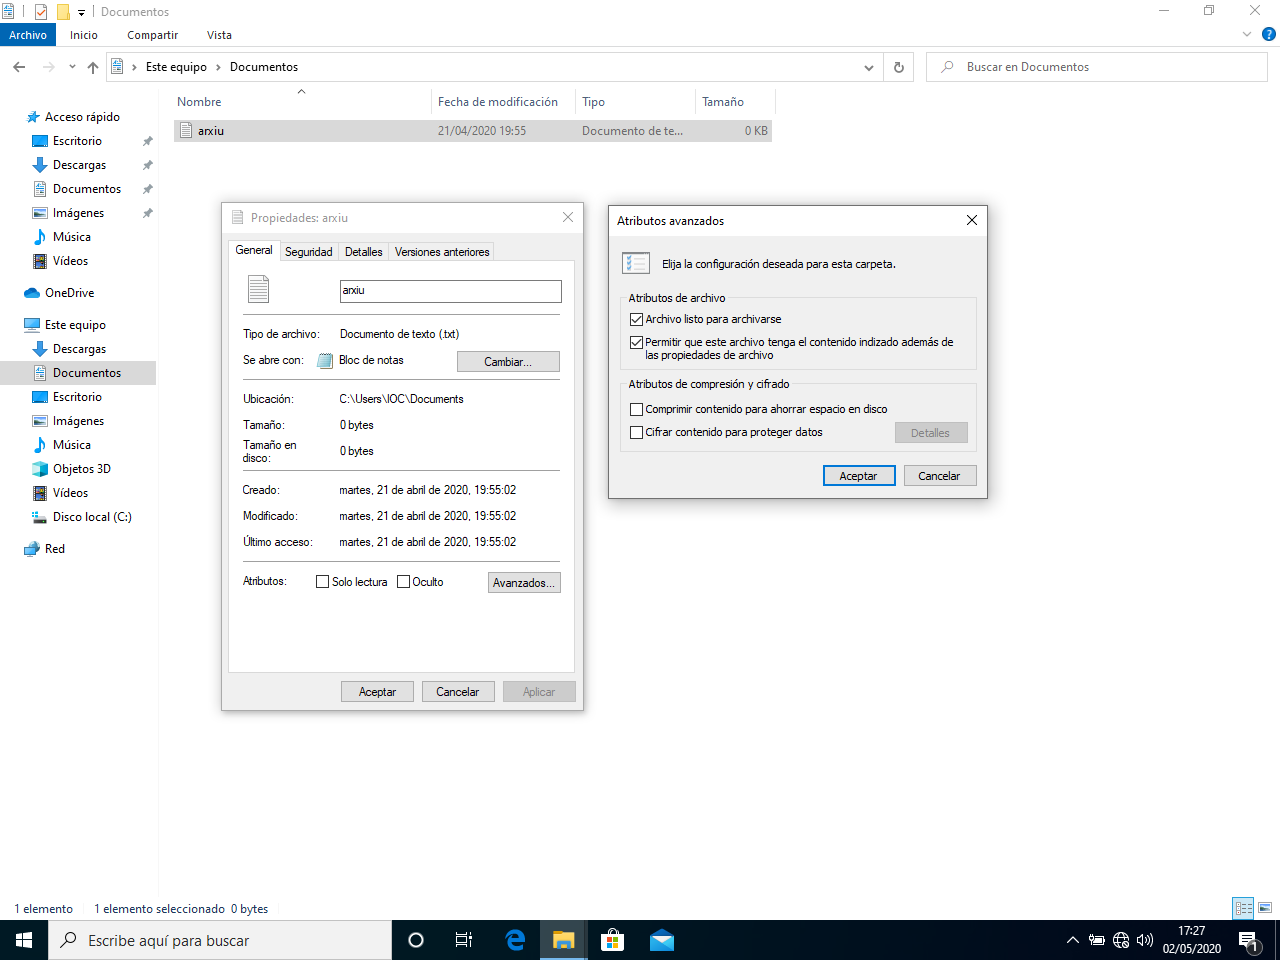 Documentos
Archivo
Inicio
Compartir
Vista
?
Este equipo > Documentos
Buscar en Documentos
Nombre
Fecha de modificación
Tipo
Tamaño
arxiu
21/04/2020 19:55
Documento de te...
0 KB
Acceso rápido
Escritorio
Descargas
Documentos
Imágenes
Música
Vídeos
OneDrive
Este equipo
Descargas
Documentos
Escritorio
Imágenes
Música
Objetos 3D
Vídeos
Disco local (C:)
Red
Propiedades: arxiu
General
Seguridad
Detalles
Versiones anteriores
arxiu
Tipo de archivo: Documento de texto (.txt)
Se abre con: Bloc de notas
Cambiar...
Ubicación: C:\Users\IOC\Documents
Tamaño: 0 bytes
Tamaño en
disco: 0 bytes
Creado: martes, 21 de abril de 2020, 19:55:02
Modificado: martes, 21 de abril de 2020, 19:55:02
Último acceso: martes, 21 de abril de 2020, 19:55:02
Atributos: Solo lectura Oculto Avanzados...
Aceptar Cancelar Aplicar
Atributos avanzados
Elija la configuración deseada para esta carpeta.
Atributos de archivo
Archivo listo para archivarse
Permitir que este archivo tenga el contenido indizado además de
las propiedades de archivo
Atributos de compresión y cifrado
Comprimir contenido para ahorrar espacio en disco
Cifrar contenido para proteger datos
Detalles
Aceptar Cancelar
1 elemento
1 elemento seleccionado 0 bytes
Escribe aquí para buscar
17:27
02/05/2020
1